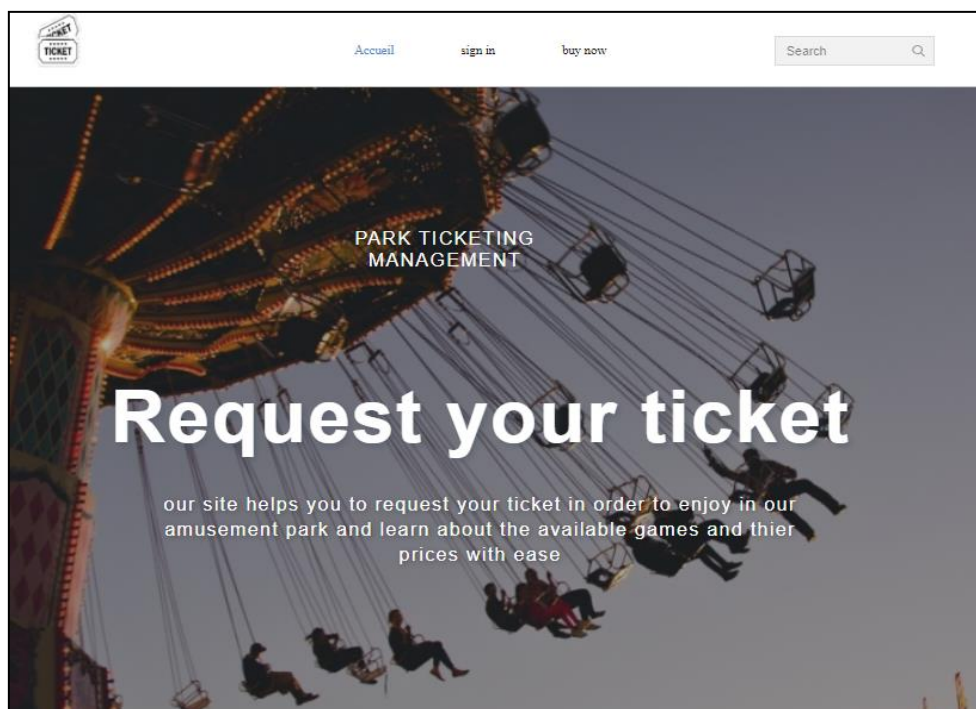 TICKET
TICKET
Accueil
sign in
buy now
Search
PARK TICKETING
MANAGEMENT
Request your ticket
our site helps you to request your ticket in order to enjoy in our
amusement park and learn about the available games and thier
prices with ease